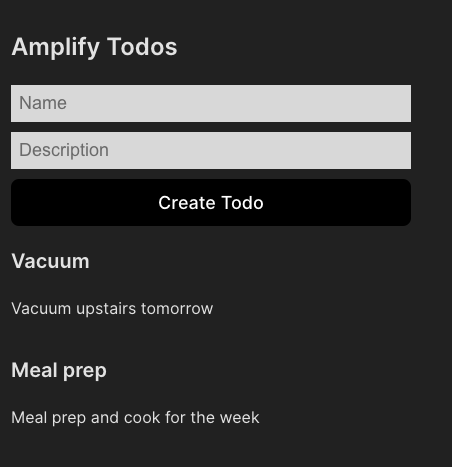 Amplify Todos
Name
Description
Create Todo
Vacuum
Vacuum upstairs tomorrow
Meal prep
Meal prep and cook for the week